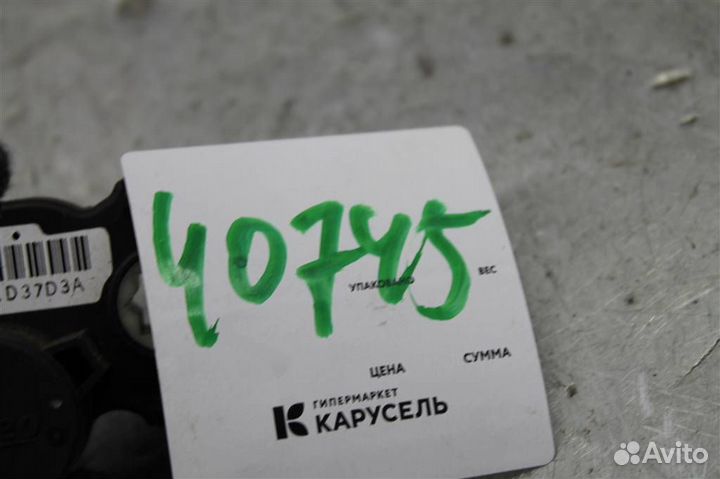 40745
D37D3A
УПАКОВАНО ВЕС
ЦЕНА СУММА
ГИПЕРМАРКЕТ
КАРУСЕЛЬ
Avito